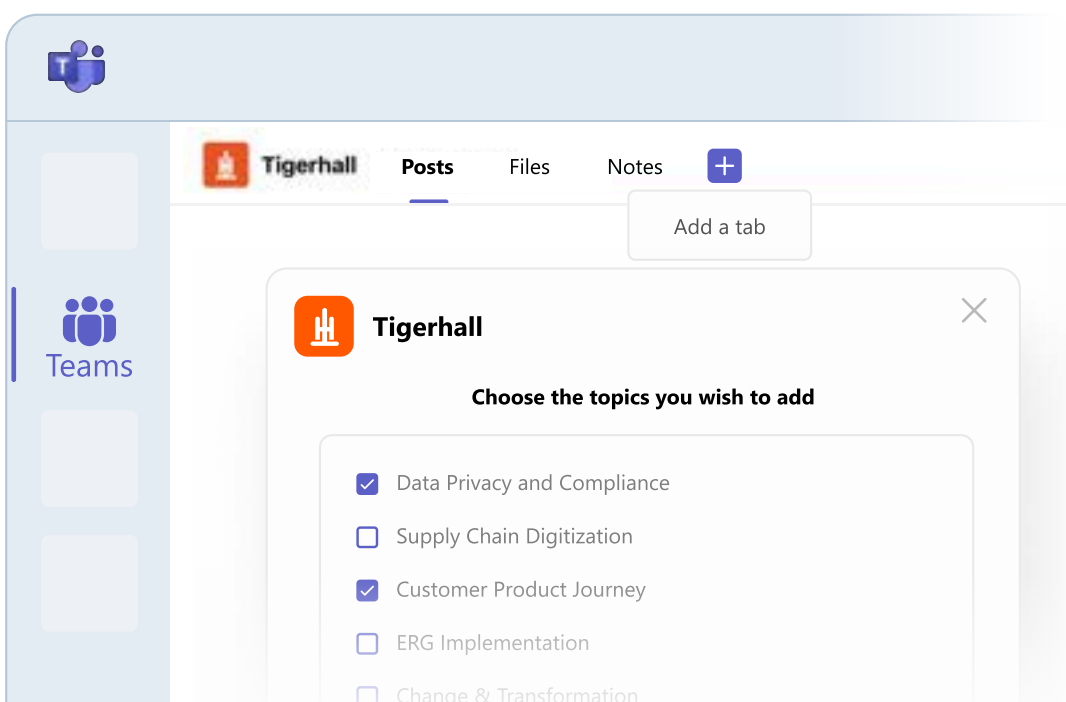 T
Tigerhall Posts Files Notes
Add a tab
Teams
Tigerhall
Choose the topics you wish to add
Data Privacy and Compliance
Supply Chain Digitization
Customer Product Journey
ERG Implementation
Change & Transformation